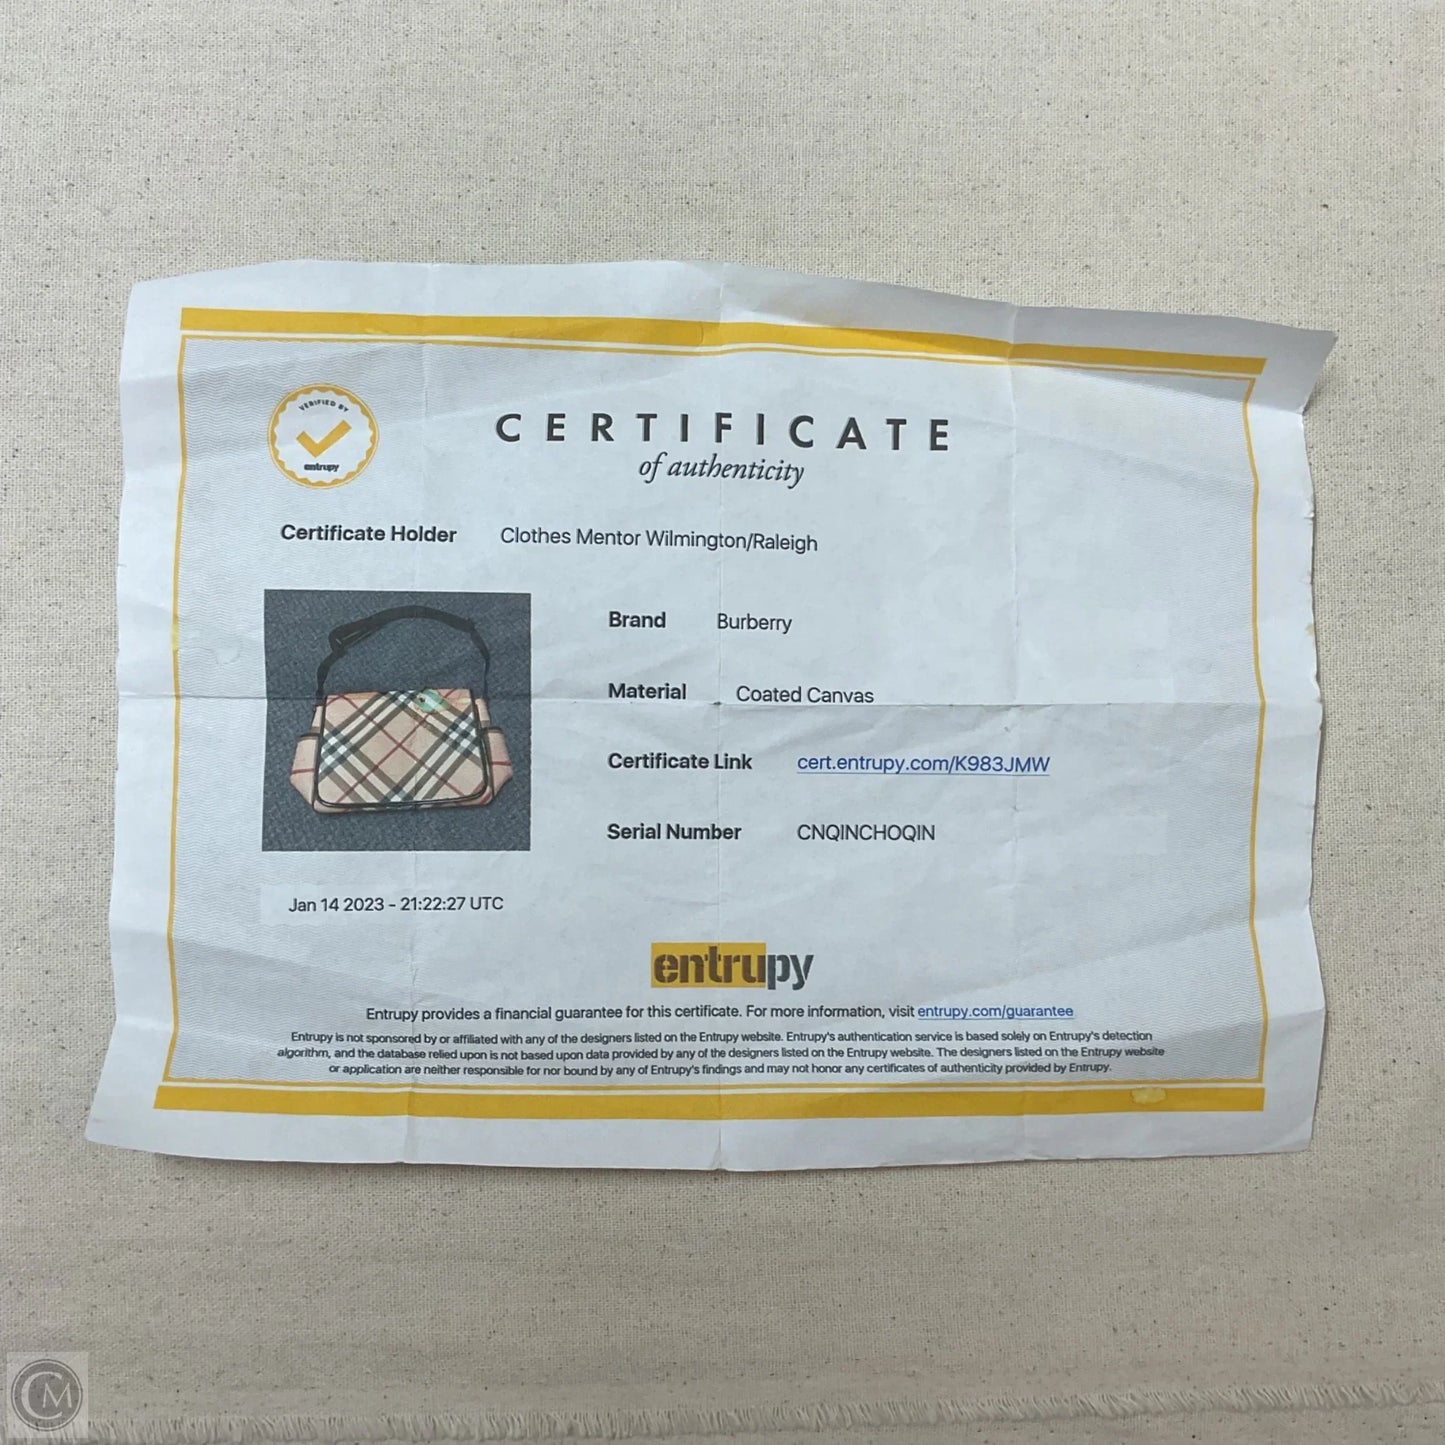 VERIFIED BY
entrupy
CERTIFICATE
of authenticity
Certificate Holder Clothes Mentor Wilmington/Raleigh
Brand Burberry
Material Coated Canvas
Certificate Link cert.entrupy.com/K983JMW
Serial Number CNQINCHOQIN
Jan 14 2023 - 21:22:27 UTC
entrupy
Entrupy provides a financial guarantee for this certificate. For more information, visit entrupy.com/guarantee
Entrupy is not sponsored by or affiliated with any of the designers listed on the Entrupy website. Entrupy's authentication service is based solely on Entrupy's detection
algorithm, and the database relied upon is not based upon data provided by any of the designers listed on the Entrupy website. The designers listed on the Entrupy website
or application are neither responsible for nor bound by any of Entrupy's findings and may not honor any certificates of authenticity provided by Entrupy.
CM